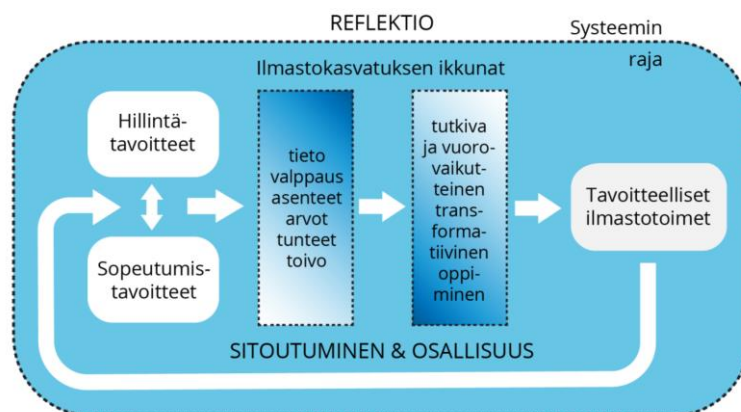 REFLEKTIO
Systeemin
raja
Ilmastokasvatuksen ikkunat
Hillintä-
tavoitteet
Sopeutumis-
tavoitteet
tieto
valppaus
asenteet
arvot
tunteet
toivo
tutkiva
ja vuoro-
vaikut-
teinen
trans-
forma-
tiivinen
oppi-
minen
Tavoitteelliset
ilmastotoimet
SITOUTUMINEN & OSALLISUUS